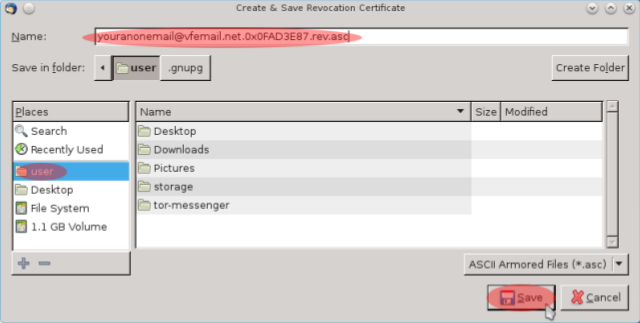 Create & Save Revocation Certificate
Name: youranonemail@vfemail.net.0x0FAD3E87.rev.asc
Save in folder: user .gnupg Create Folder
Places Name Size Modified
Search Desktop
Recently Used Downloads
user Pictures
Desktop storage
File System tor-messenger
1.1 GB Volume
ASCII Armored Files (*.asc)
Save Cancel